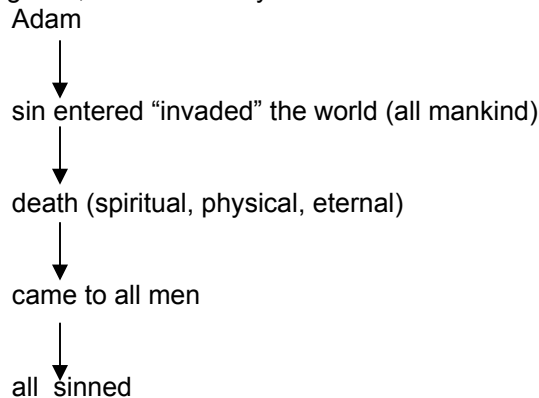 Adam
sin entered “invaded” the world (all mankind)
death (spiritual, physical, eternal)
came to all men
all sinned